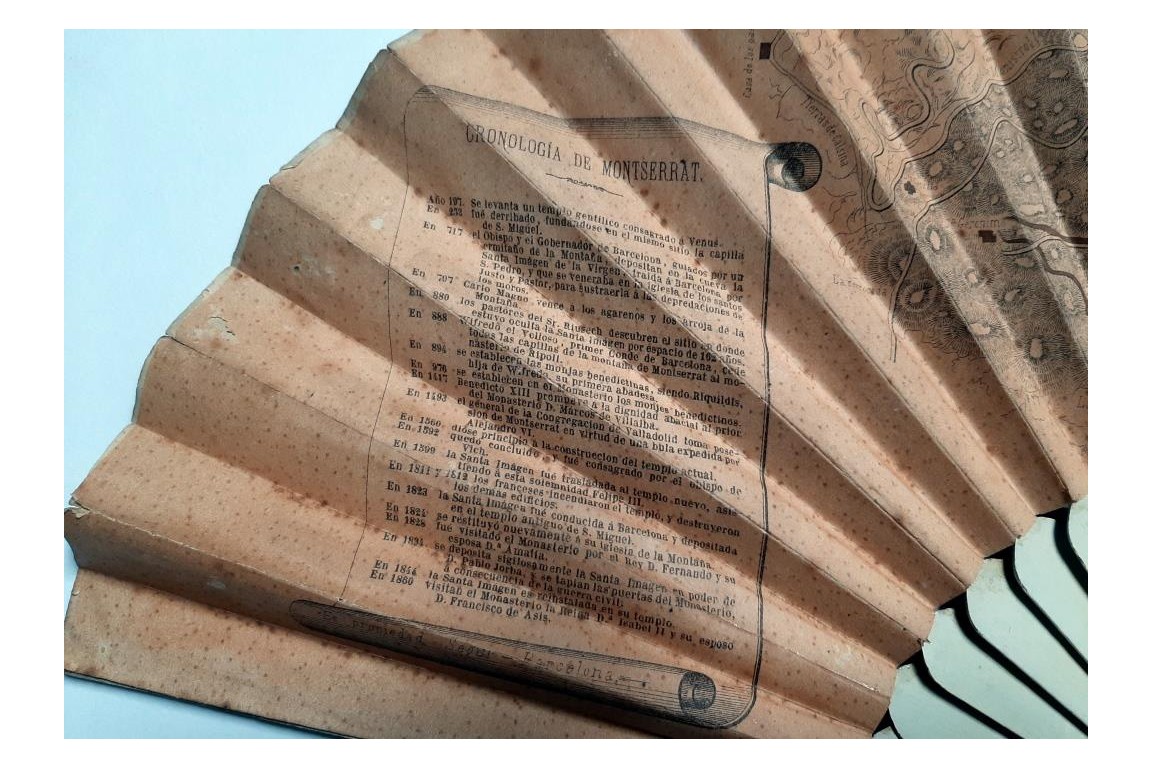 CRONOLOGÍA DE MONTSERRAT.
Año 197. Se levanta un templo gentílico consagrado á Venus.
En 253 fué derribado, fundándose en el mismo sitio la capilla
de S. Miguel.
En 717 el Obispo y el Gobernador de Barcelona, guiados por un
ermitaño de la Montaña, depositan en la cueva la
Santa Imágen de la Virgen, traida á Barcelona por
S. Pedro, y que se veneraba en la iglesia de los santos
Justo y Pastor, para sustraerla á las depredaciones de
los moros.
En 797 Carlo Magno vence á los agarenos y los arroja de la
Montaña.
En 880 los pastores del Sr. Riusech descubren el sitio en donde
estuvo oculta la Santa Imágen por espacio de 162 años.
En 888 Wifredo el Velloso, primer Conde de Barcelona, cede
todas las capillas de la montaña de Montserrat al mo-
nasterio de Ripoll.
En 894 se establecen las monjas benedictinas, siendo Riquildis,
hija de Wifredo, su primera abadesa.
En 976 se establecen en el Monasterio los monjes benedictinos.
En 1417 Benedicto XIII promueve á la dignidad abacial al prior
del Monasterio D. Márcos de Villalba.
En 1493 el general de la Congregacion de Valladolid toma pose-
sion de Montserrat en virtud de una bula expedida por
Alejandro VI.
En 1560 dióse principio á la construccion del templo actual.
En 1592 quedó concluido y fué consagrado por el obispo de
Vich.
En 1599 la Santa Imágen fué trasladada al templo nuevo, asis
tiendo á esta solemnidad Felipe III.
En 1811 y 1812 los franceses incendiaron el templo, y destruyeron
los demás edificios.
En 1823 la Santa Imágen fué conducida á Barcelona y depositada
en el templo antiguo de S. Miguel.
En 1824 se restituyó nuevamente á su iglesia de la Montaña.
En 1828 fué visitado el Monasterio por el Rey D. Fernando y su
esposa D.ª Amalia.
En 1834 se deposita sigilosamente la Santa Imágen en poder de
D. Pablo Jorba, y se tapian las puertas del Monasterio,
á consecuencia de la guerra civil.
En 1844 la Santa Imágen es reinstalada en su templo.
En 1860 visitan el Monasterio la Reina D.ª Isabel II y su esposo
D. Francisco de Asis.
propiedad Barcelona.
Casa de los